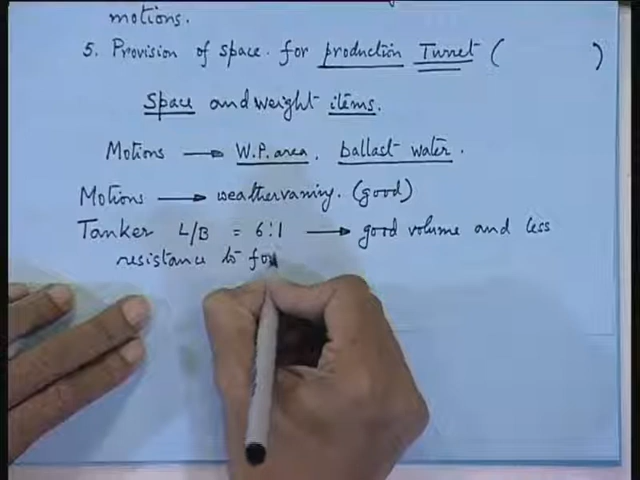 motions.
5. Provision of space for production Turret ( )
Space and weight items.
Motions → W.P. area. ballast water.
Motions → weathervaning. (good)
Tanker L/B = 6:1 → good volume and less
resistance to fo